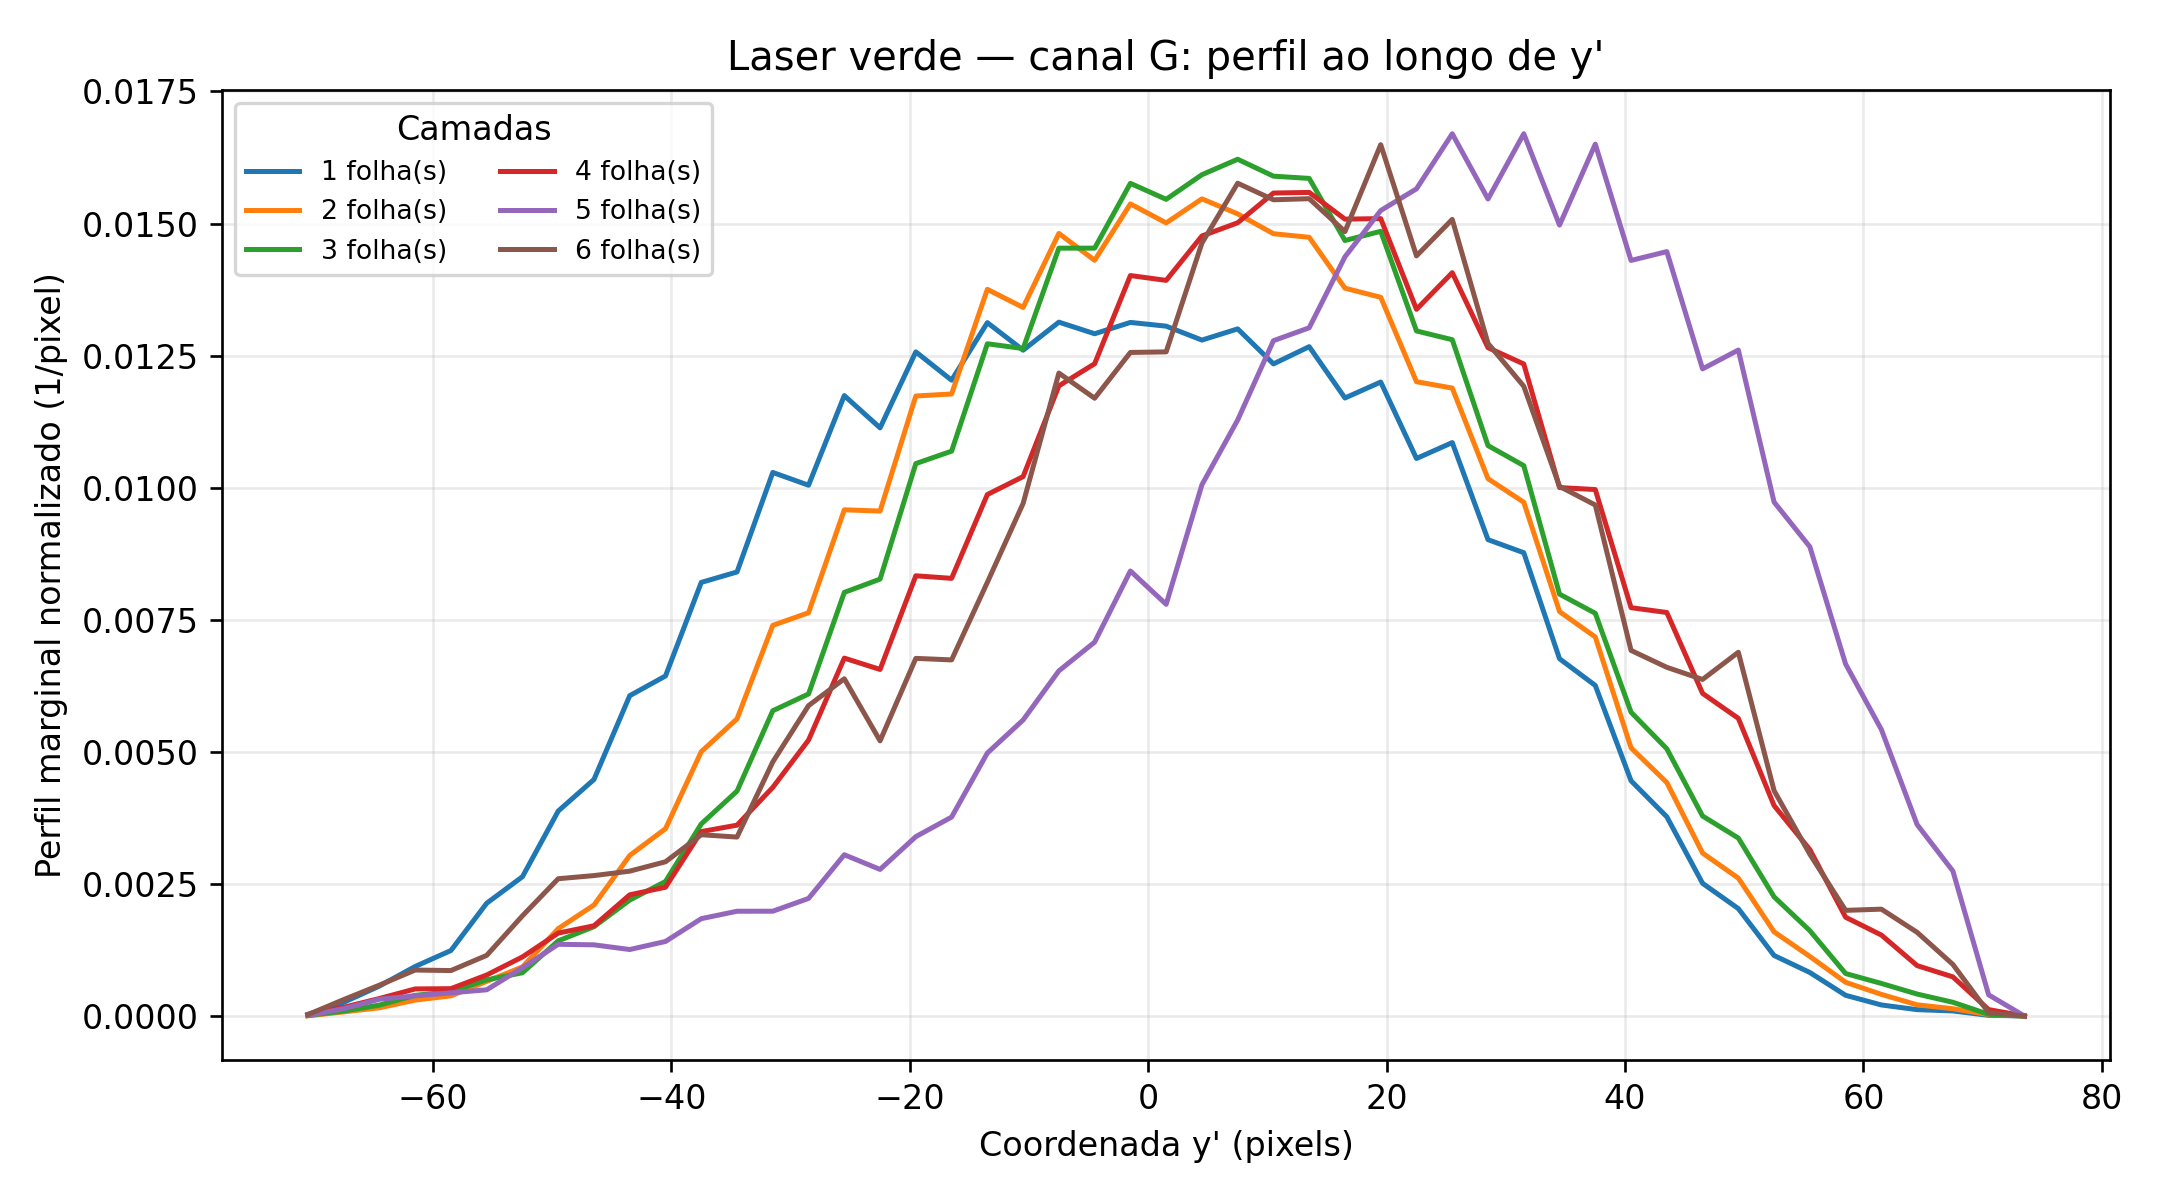 Laser verde — canal G: perfil ao longo de y'
Camadas
1 folha(s)
2 folha(s)
3 folha(s)
4 folha(s)
5 folha(s)
6 folha(s)
Perfil marginal normalizado (1/pixel)
0.0175
0.0150
0.0125
0.0100
0.0075
0.0050
0.0025
0.0000
−60 −40 −20 0 20 40 60 80
Coordenada y' (pixels)